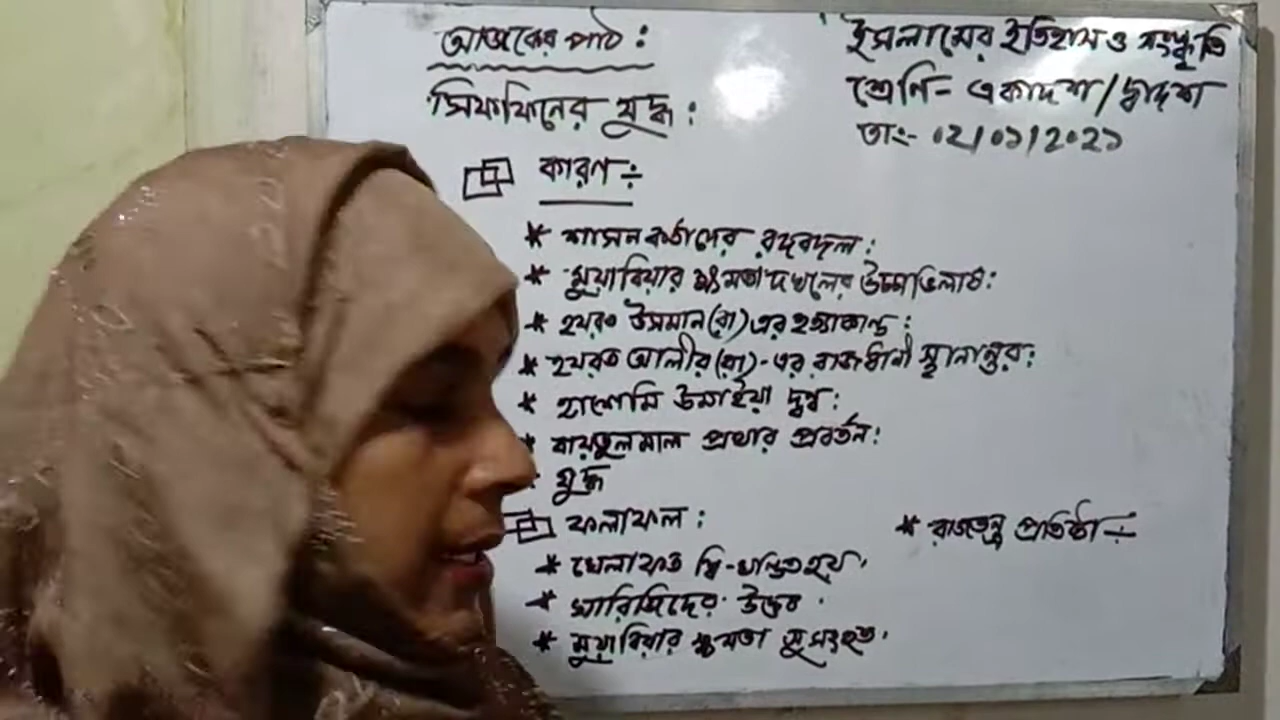 আজকের পাঠ :
ইসলামের ইতিহাস ও সংস্কৃতি
শ্রেণি- একাদশ/দ্বাদশ
তাং- ০২/০১/২০২১
সিফফিনের যুদ্ধ :
কারণ ÷
* শাসনকর্তাদের রদবদল :
* মুয়াবিয়ার ক্ষমতা দখলের উচ্চাভিলাষ :
* হযরত উসমান (রা) এর হত্যাকান্ড :
* হযরত আলীর (রা)-এর রাজধানী স্থানান্তর :
* হাশেমি উমাইয়া দ্বন্দ্ব :
* বায়তুলমাল প্রথার প্রবর্তন :
যুদ্ধ
ফলাফল :
* খেলাফত দ্বি-খন্ডিত হয়.
* খারিজিদের উদ্ভব .
* মুয়াবিয়ার ক্ষমতা সুসংহত.
* রাজতন্ত্র প্রতিষ্ঠা ÷